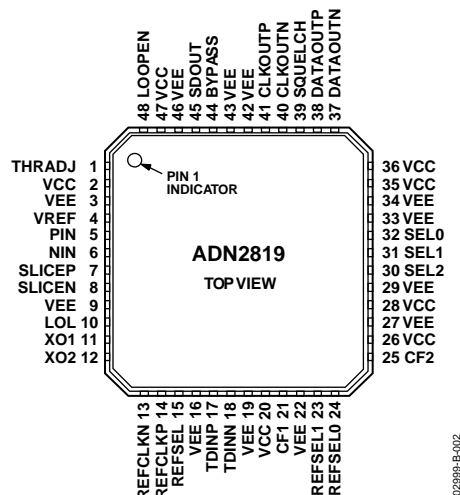 48 LOOPEN
47 VCC
46 VEE
45 SDOUT
44 BYPASS
43 VEE
42 VEE
41 CLKOUTP
40 CLKOUTN
39 SQUELCH
38 DATAOUTP
37 DATAOUTN
THRADJ 1
VCC 2
VEE 3
VREF 4
PIN 5
NIN 6
SLICEP 7
SLICEN 8
VEE 9
LOL 10
XO1 11
XO2 12
PIN 1
INDICATOR
ADN2819
TOP VIEW
36 VCC
35 VCC
34 VEE
33 VEE
32 SEL0
31 SEL1
30 SEL2
29 VEE
28 VCC
27 VEE
26 VCC
25 CF2
REFCLKN 13
REFCLKP 14
REFSEL 15
VEE 16
TDINP 17
TDINN 18
VEE 19
VCC 20
CF1 21
VEE 22
REFSEL1 23
REFSEL0 24
02999-B-002